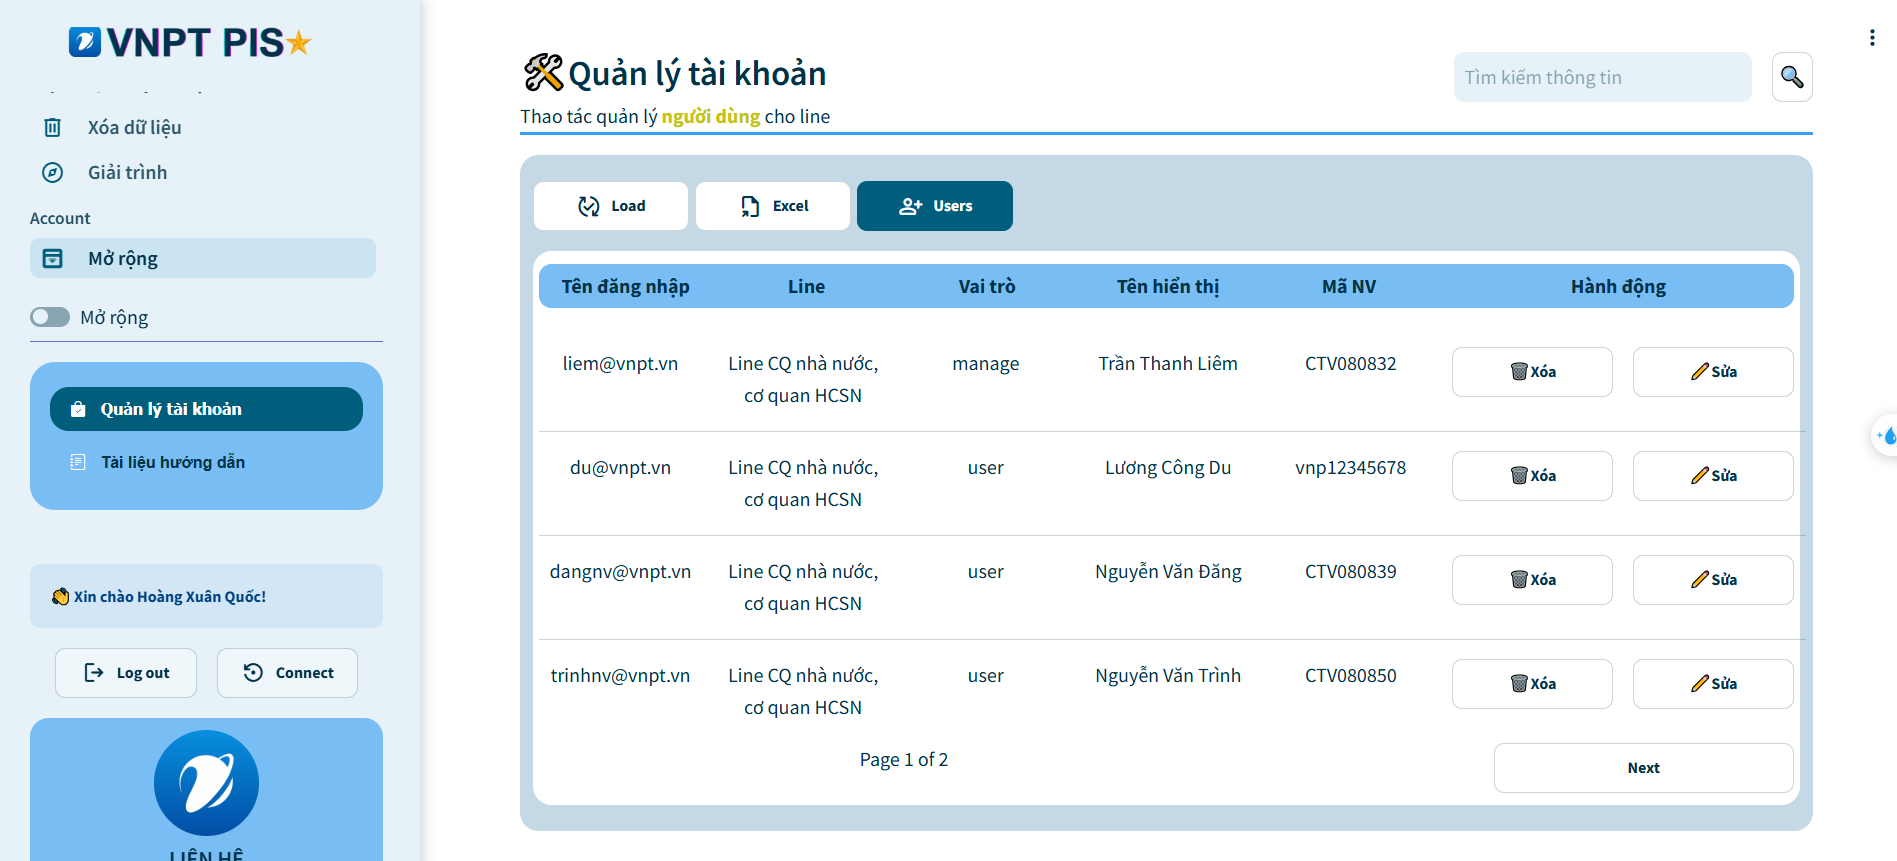 VNPT PIS
Xóa dữ liệu
Giải trình
Account
Mở rộng
Mở rộng
Quản lý tài khoản
Tài liệu hướng dẫn
Xin chào Hoàng Xuân Quốc!
Log out
Connect
LIÊN HỆ
Quản lý tài khoản
Thao tác quản lý người dùng cho line
Tìm kiếm thông tin
Load
Excel
Users
Tên đăng nhập Line Vai trò Tên hiển thị Mã NV Hành động
liem@vnpt.vn Line CQ nhà nước, manage Trần Thanh Liêm CTV080832 Xóa Sửa
cơ quan HCSN
du@vnpt.vn Line CQ nhà nước, user Lương Công Du vnp12345678 Xóa Sửa
cơ quan HCSN
dangnv@vnpt.vn Line CQ nhà nước, user Nguyễn Văn Đăng CTV080839 Xóa Sửa
cơ quan HCSN
trinhnv@vnpt.vn Line CQ nhà nước, user Nguyễn Văn Trình CTV080850 Xóa Sửa
cơ quan HCSN
Page 1 of 2
Next